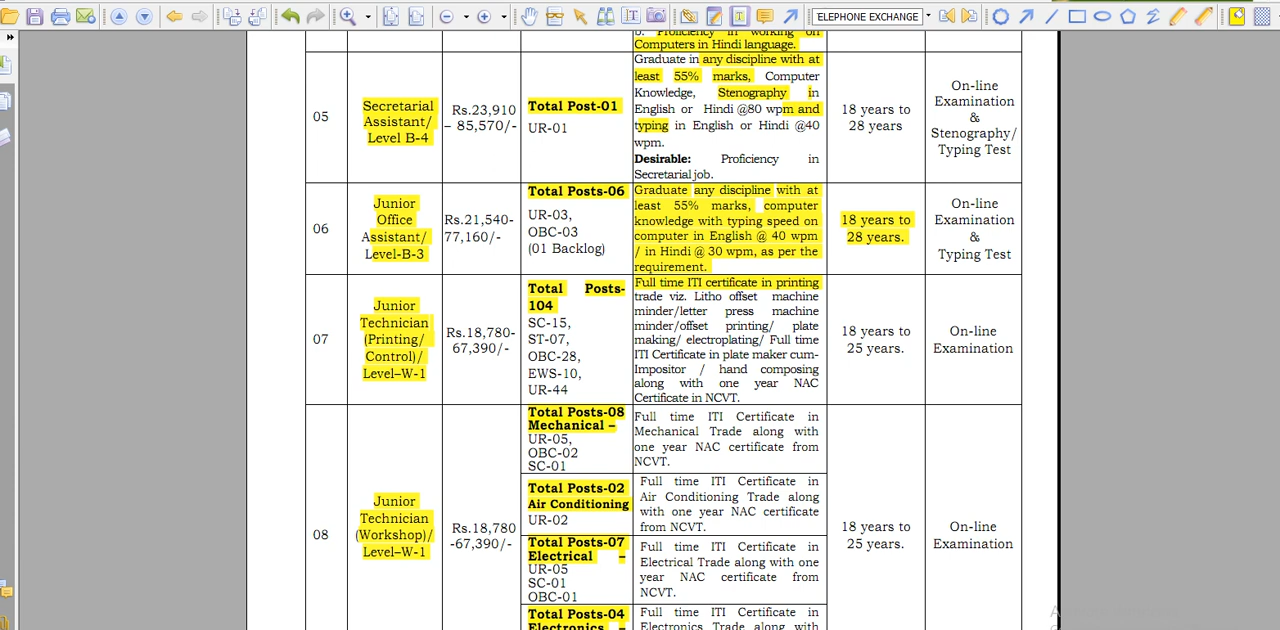 ELEPHONE EXCHANGE
b. Proficiency in working on
Computers in Hindi language.
05
Secretarial
Assistant/
Level B-4
Rs.23,910
– 85,570/-
Total Post-01
UR-01
Graduate in any discipline with at
least 55% marks, Computer
Knowledge, Stenography in
English or Hindi @80 wpm and
typing in English or Hindi @40
wpm.
Desirable: Proficiency in
Secretarial job.
18 years to
28 years
On-line
Examination
&
Stenography/
Typing Test
06
Junior
Office
Assistant/
Level-B-3
Rs.21,540-
77,160/-
Total Posts-06
UR-03,
OBC-03
(01 Backlog)
Graduate any discipline with at
least 55% marks, computer
knowledge with typing speed on
computer in English @ 40 wpm
/ in Hindi @ 30 wpm, as per the
requirement.
18 years to
28 years.
On-line
Examination
&
Typing Test
07
Junior
Technician
(Printing/
Control)/
Level–W-1
Rs.18,780-
67,390/-
Total Posts-
104
SC-15,
ST-07,
OBC-28,
EWS-10,
UR-44
Full time ITI certificate in printing
trade viz. Litho offset machine
minder/letter press machine
minder/offset printing/ plate
making/ electroplating/ Full time
ITI Certificate in plate maker cum-
Impositor / hand composing
along with one year NAC
Certificate in NCVT.
18 years to
25 years.
On-line
Examination
08
Junior
Technician
(Workshop)/
Level–W-1
Rs.18,780
-67,390/-
Total Posts-08
Mechanical –
UR-05,
OBC-02
SC-01
Full time ITI Certificate in
Mechanical Trade along with
one year NAC certificate from
NCVT.
Total Posts-02
Air Conditioning
UR-02
Full time ITI Certificate in
Air Conditioning Trade along
with one year NAC certificate
from NCVT.
Total Posts-07
Electrical –
UR-05
SC-01
OBC-01
Full time ITI Certificate in
Electrical Trade along with one
year NAC certificate from
NCVT.
Total Posts-04
Electronics –
Full time ITI Certificate in
Electronics Trade along with
18 years to
25 years.
On-line
Examination